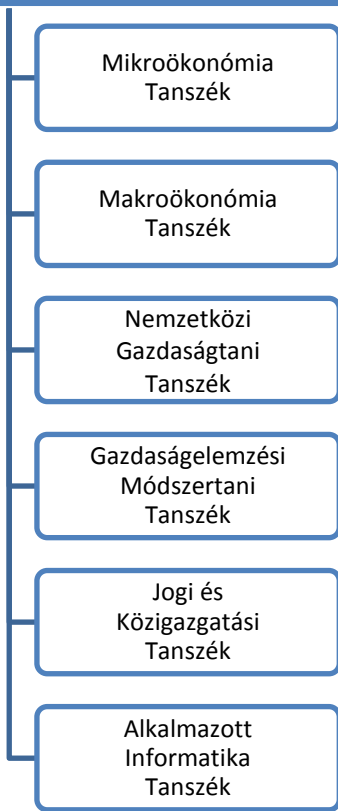 Mikroökonómia
Tanszék
Makroökonómia
Tanszék
Nemzetközi
Gazdaságtani
Tanszék
Gazdaságelemzési
Módszertani
Tanszék
Jogi és
Közigazgatási
Tanszék
Alkalmazott
Informatika
Tanszék